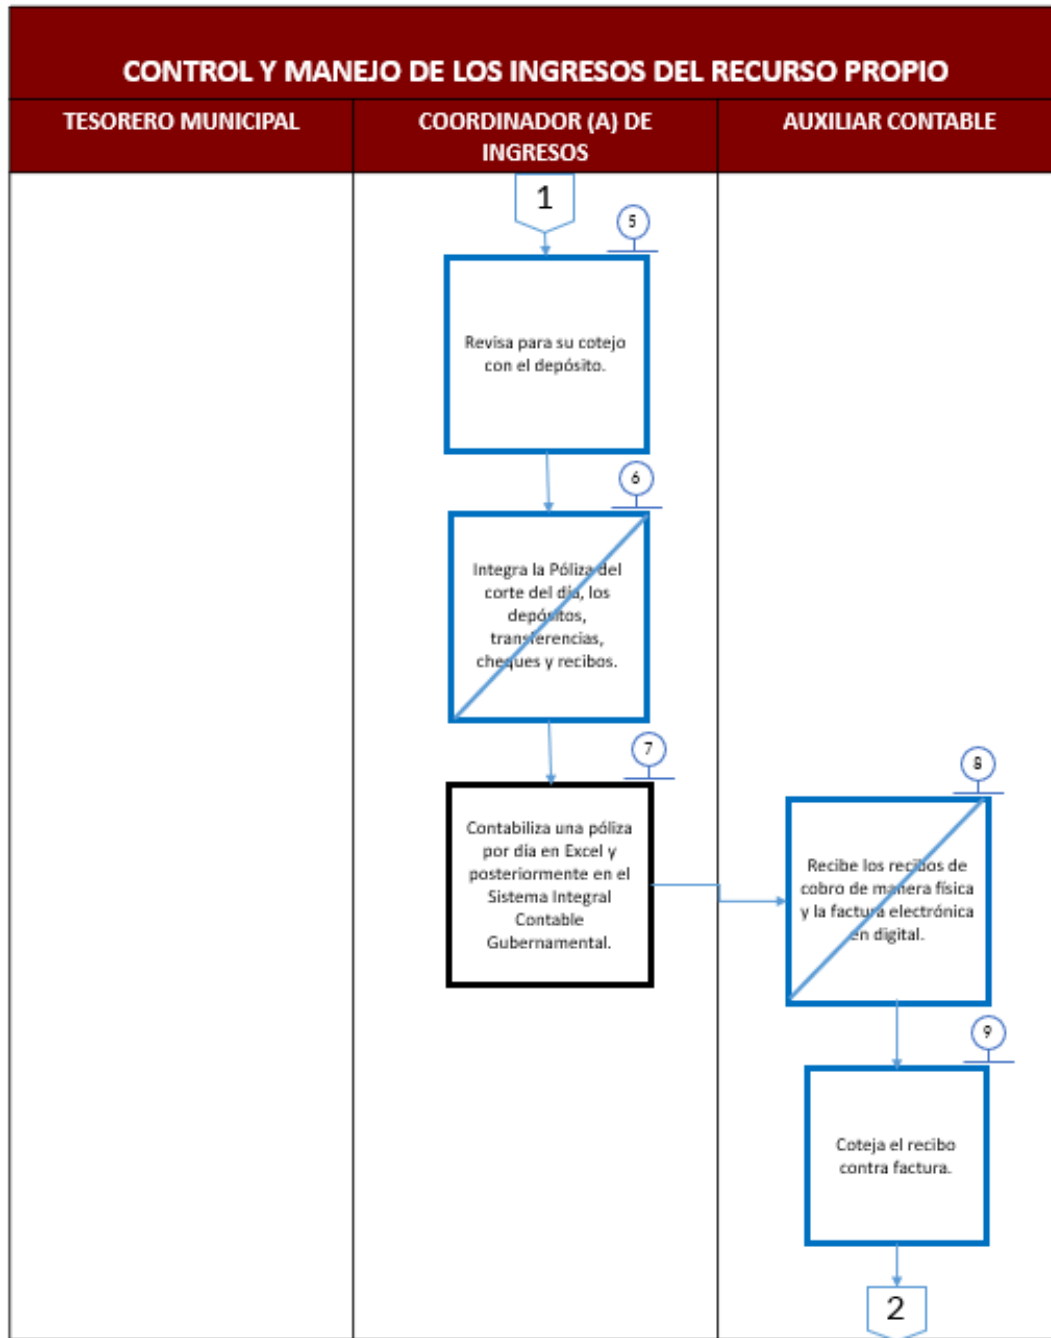 CONTROL Y MANEJO DE LOS INGRESOS DEL RECURSO PROPIO
TESORERO MUNICIPAL
COORDINADOR (A) DE
INGRESOS
AUXILIAR CONTABLE
1
5
Revisa para su cotejo
con el depósito.
6
Integra la Póliza del
corte del día, los
depósitos,
transferencias,
cheques y recibos.
7
Contabiliza una póliza
por día en Excel y
posteriormente en el
Sistema Integral
Contable
Gubernamental.
8
Recibe los recibos de
cobro de manera física
y la factura electrónica
en digital.
9
Coteja el recibo
contra factura.
2